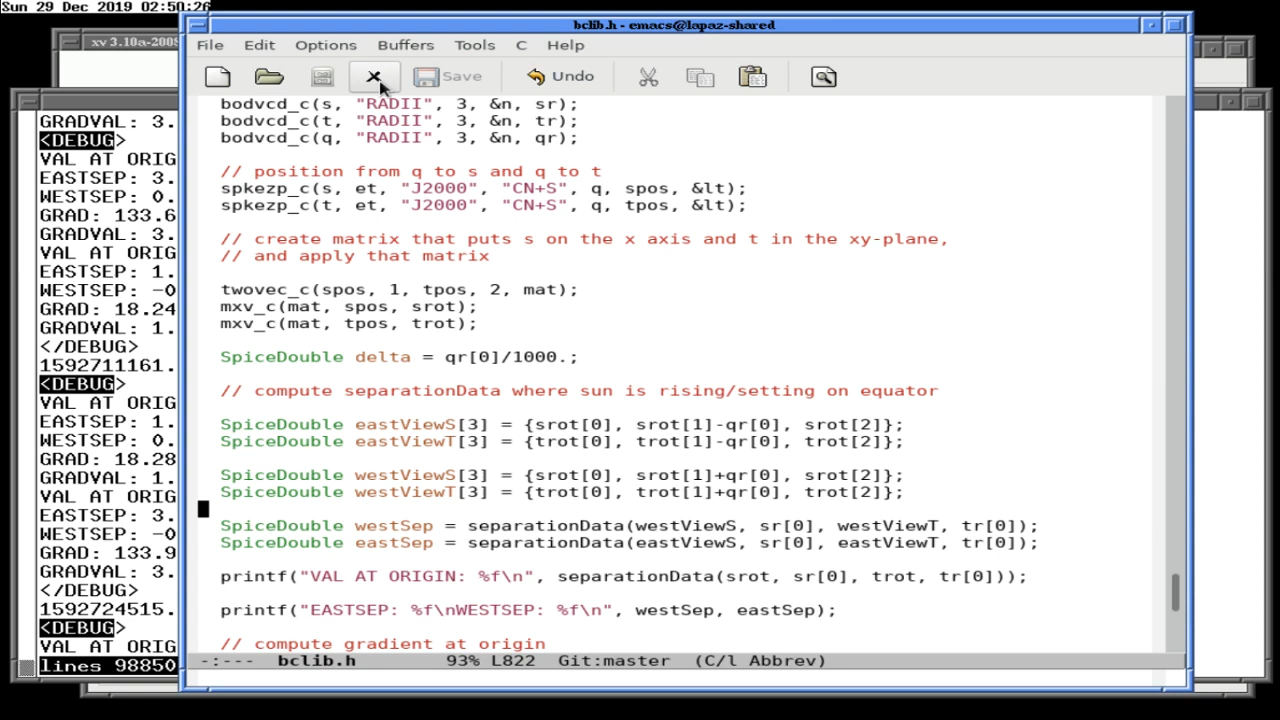 Sun 29 Dec 2019 02:50:26
bclib.h - emacs@lapaz-shared
xv 3.10a-200
File Edit Options Buffers Tools C Help
Save Undo
bodvcd_c(s, "RADII", 3, &n, sr);
bodvcd_c(t, "RADII", 3, &n, tr);
bodvcd_c(q, "RADII", 3, &n, qr);
// position from q to s and q to t
spkezp_c(s, et, "J2000", "CN+S", q, spos, &lt);
spkezp_c(t, et, "J2000", "CN+S", q, tpos, &lt);
// create matrix that puts s on the x axis and t in the xy-plane,
// and apply that matrix
twovec_c(spos, 1, tpos, 2, mat);
mxv_c(mat, spos, srot);
mxv_c(mat, tpos, trot);
SpiceDouble delta = qr[0]/1000.;
// compute separationData where sun is rising/setting on equator
SpiceDouble eastViewS[3] = {srot[0], srot[1]-qr[0], srot[2]};
SpiceDouble eastViewT[3] = {trot[0], trot[1]-qr[0], trot[2]};
SpiceDouble westViewS[3] = {srot[0], srot[1]+qr[0], srot[2]};
SpiceDouble westViewT[3] = {trot[0], trot[1]+qr[0], trot[2]};
SpiceDouble westSep = separationData(westViewS, sr[0], westViewT, tr[0]);
SpiceDouble eastSep = separationData(eastViewS, sr[0], eastViewT, tr[0]);
printf("VAL AT ORIGIN: %f\n", separationData(srot, sr[0], trot, tr[0]));
printf("EASTSEP: %f\nWESTSEP: %f\n", westSep, eastSep);
// compute gradient at origin
-:--- bclib.h 93% L822 Git:master (C/l Abbrev)
GRADVAL: 3.
<DEBUG>
VAL AT ORIG
EASTSEP: 3.
WESTSEP: 0.
GRAD: 133.6
GRADVAL: 3.
VAL AT ORIG
EASTSEP: 1.
WESTSEP: -0
GRAD: 18.24
GRADVAL: 1.
</DEBUG>
1592711161.
<DEBUG>
VAL AT ORIG
EASTSEP: 1.
WESTSEP: 0.
GRAD: 18.28
GRADVAL: 1.
VAL AT ORIG
EASTSEP: 3.
WESTSEP: -0
GRAD: 133.9
GRADVAL: 3.
</DEBUG>
1592724515.
<DEBUG>
VAL AT ORIG
lines 98850